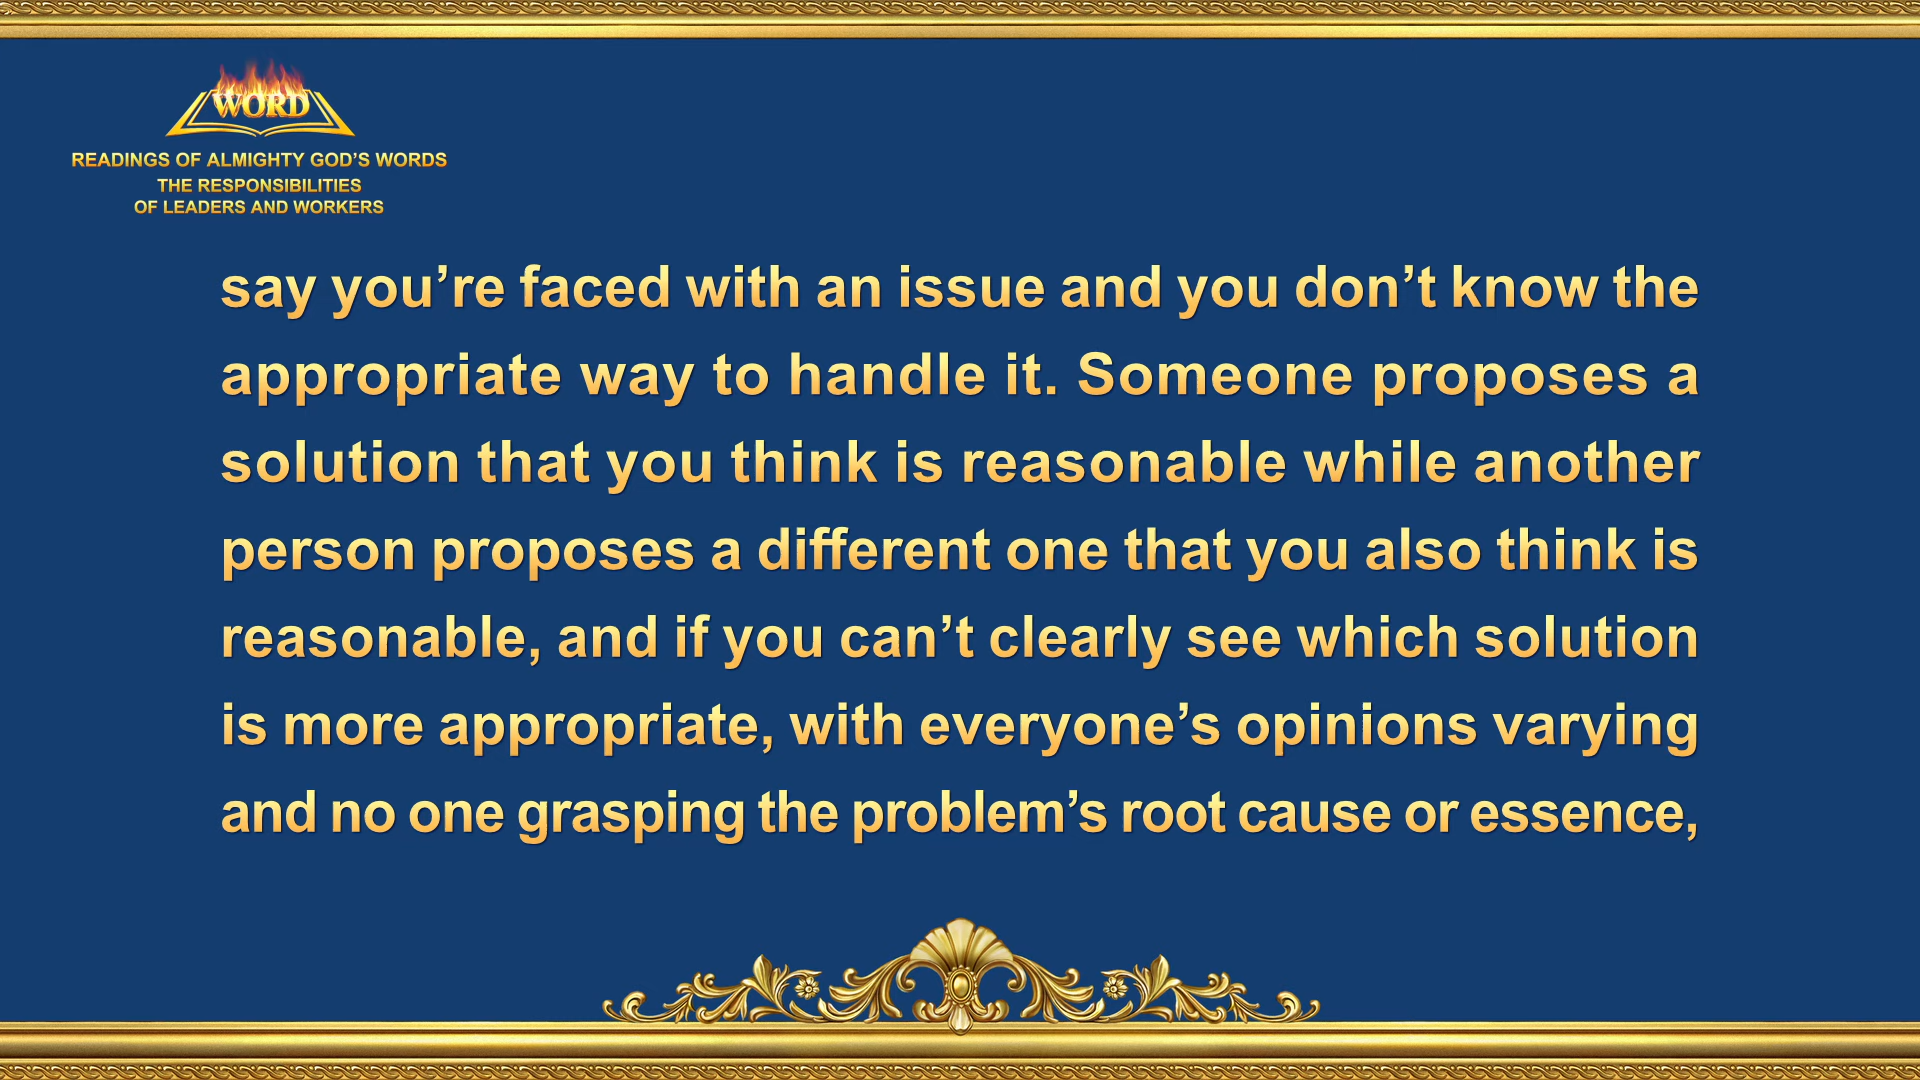 WORD
READINGS OF ALMIGHTY GOD’S WORDS
THE RESPONSIBILITIES
OF LEADERS AND WORKERS
say you’re faced with an issue and you don’t know the
appropriate way to handle it. Someone proposes a
solution that you think is reasonable while another
person proposes a different one that you also think is
reasonable, and if you can’t clearly see which solution
is more appropriate, with everyone’s opinions varying
and no one grasping the problem’s root cause or essence,